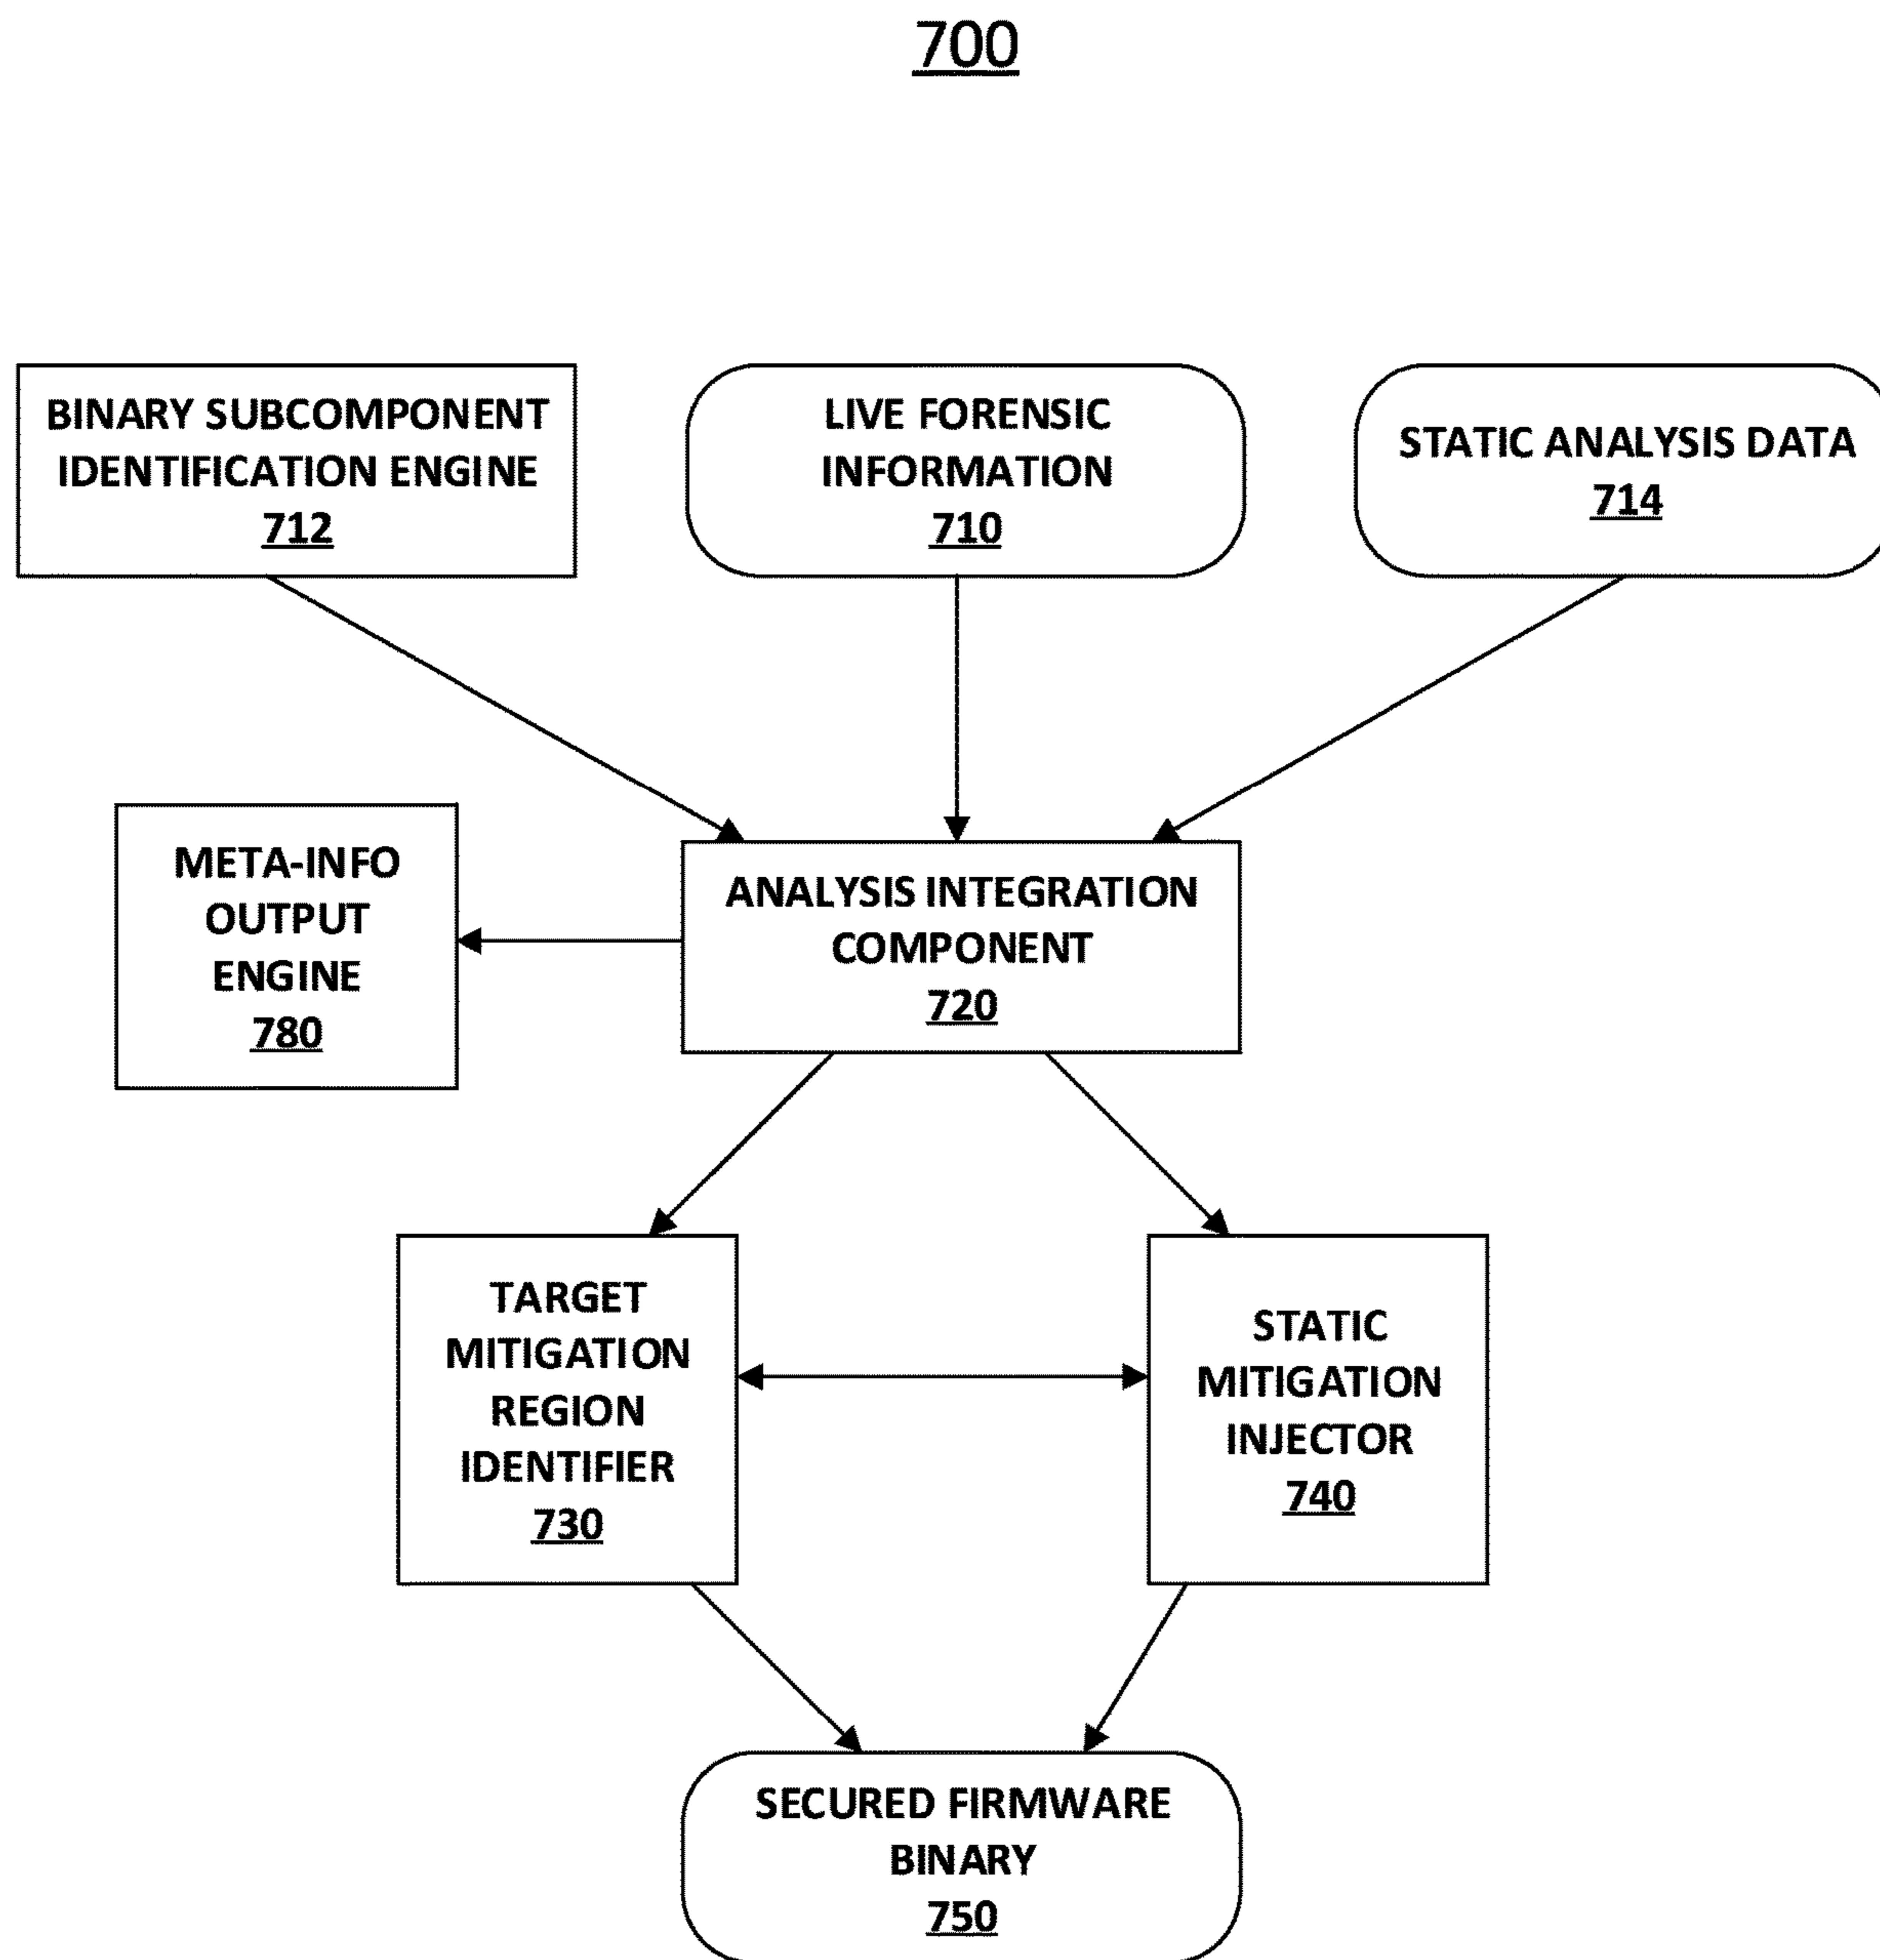 700
BINARY SUBCOMPONENT
IDENTIFICATION ENGINE
712
LIVE FORENSIC
INFORMATION
710
STATIC ANALYSIS DATA
714
META-INFO
OUTPUT
ENGINE
780
ANALYSIS INTEGRATION
COMPONENT
720
TARGET
MITIGATION
REGION
IDENTIFIER
730
STATIC
MITIGATION
INJECTOR
740
SECURED FIRMWARE
BINARY
750